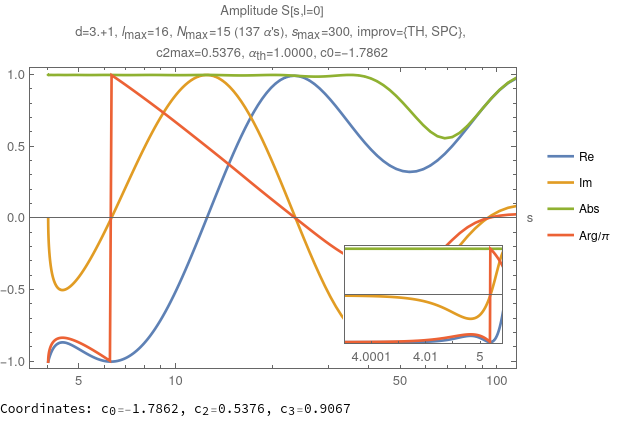 Amplitude S[s,l=0]
d=3.+1, lmax=16, Nmax=15 (137 α's), smax=300, improv={TH, SPC},
c2max=0.5376, αth=1.0000, c0=−1.7862
1.0
0.5
0.0
−0.5
−1.0
5
10
50
100
s
4.0001
4.01
5
Re
Im
Abs
Arg/π
Coordinates: c0=-1.7862, c2=0.5376, c3=0.9067